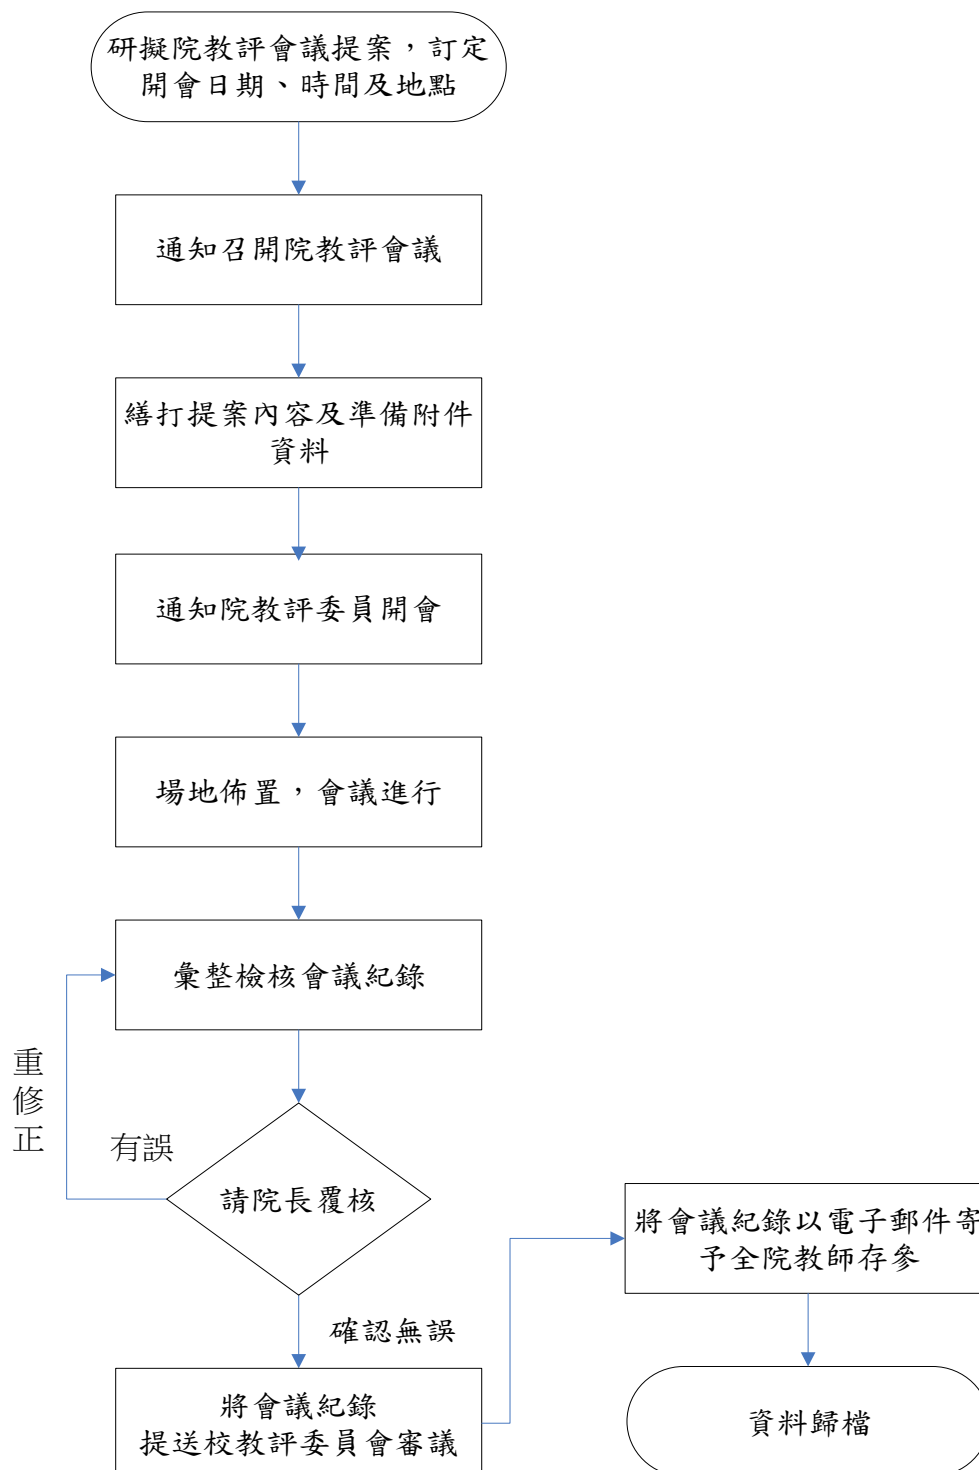 研擬院教評會議提案，訂定
開會日期、時間及地點
通知召開院教評會議
繕打提案內容及準備附件
資料
通知院教評委員開會
場地佈置，會議進行
彙整檢核會議紀錄
重修正
有誤
請院長覆核
確認無誤
將會議紀錄
提送校教評委員會審議
將會議紀錄以電子郵件寄
予全院教師存參
資料歸檔